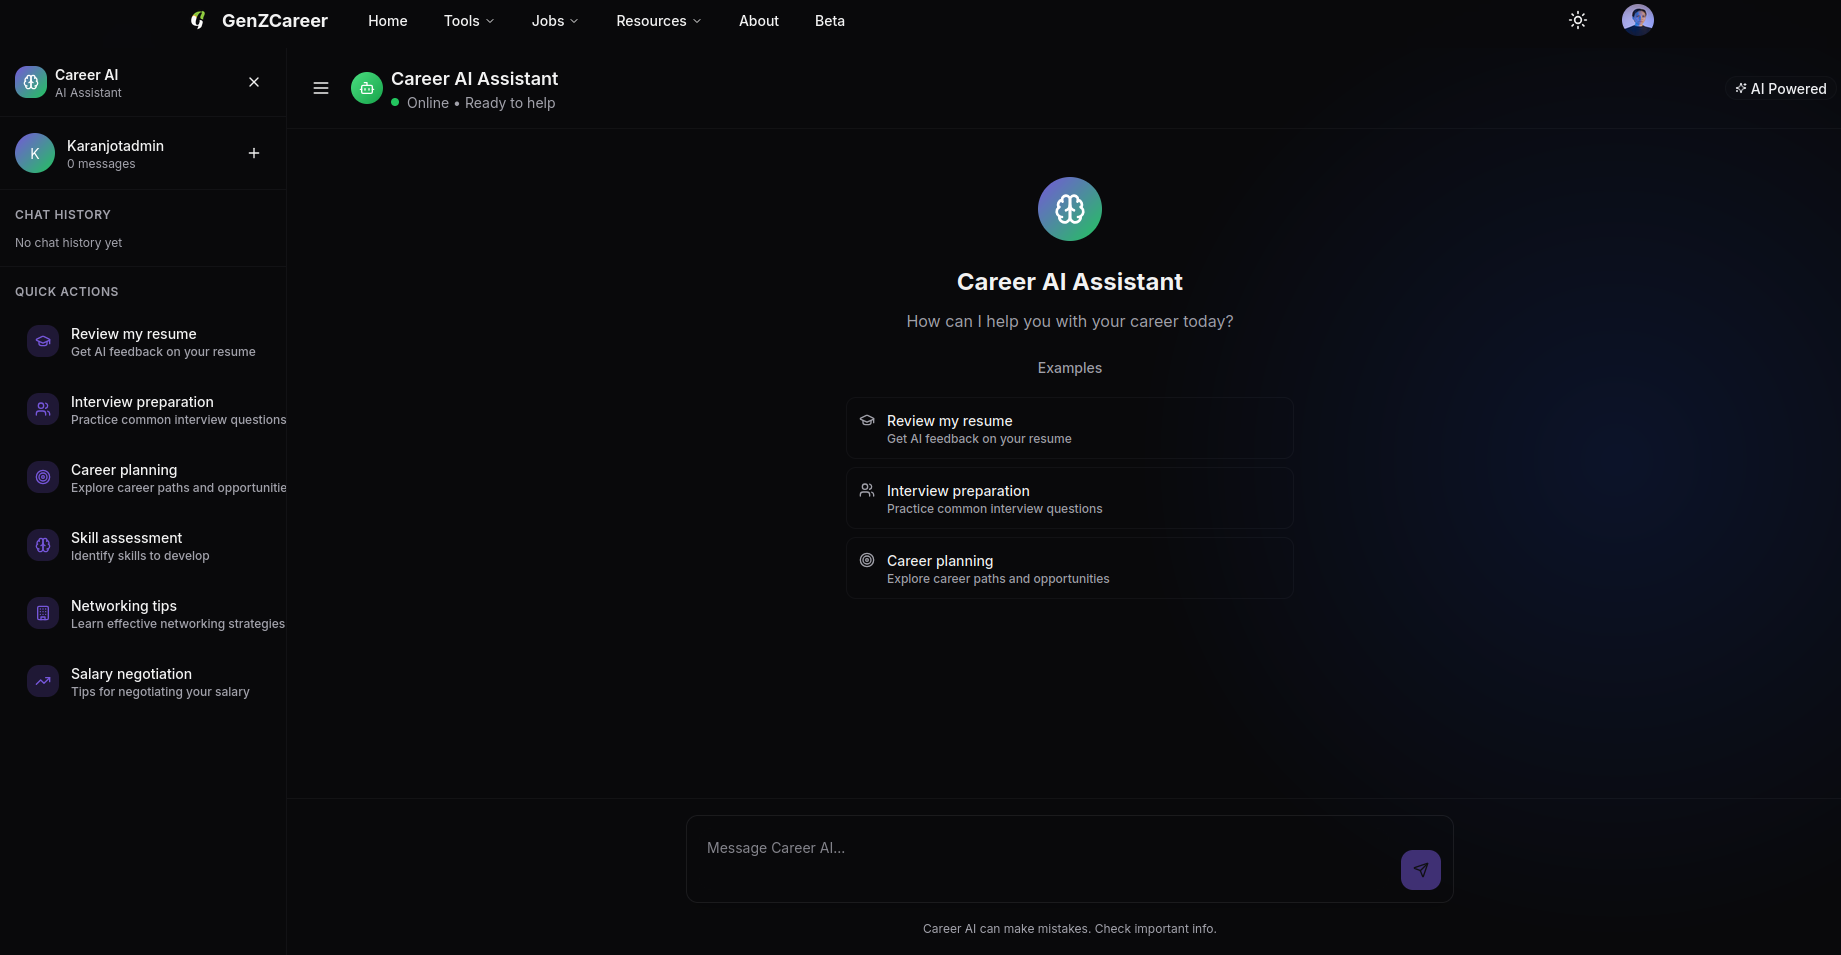 GenZCareer
Home
Tools
Jobs
Resources
About
Beta
Career AI
AI Assistant
K
Karanjotadmin
0 messages
CHAT HISTORY
No chat history yet
QUICK ACTIONS
Review my resume
Get AI feedback on your resume
Interview preparation
Practice common interview questions
Career planning
Explore career paths and opportunitie
Skill assessment
Identify skills to develop
Networking tips
Learn effective networking strategies
Salary negotiation
Tips for negotiating your salary
Career AI Assistant
Online • Ready to help
AI Powered
Career AI Assistant
How can I help you with your career today?
Examples
Review my resume
Get AI feedback on your resume
Interview preparation
Practice common interview questions
Career planning
Explore career paths and opportunities
Message Career AI...
Career AI can make mistakes. Check important info.